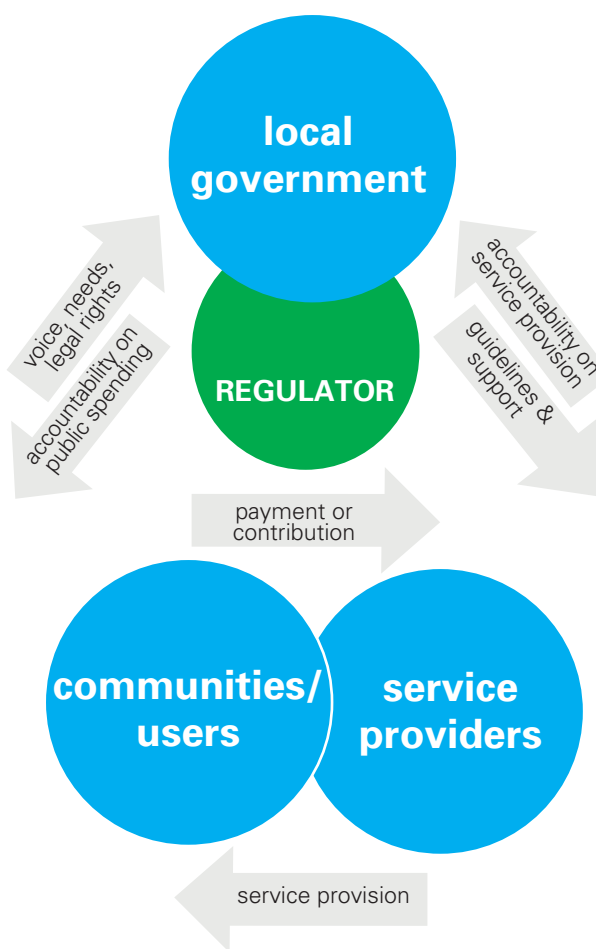 local
government
voice, needs,
legal rights
accountability on
public spending
accountability on
service provision
guidelines &
support
REGULATOR
payment or
contribution
communities/
users
service
providers
service provision